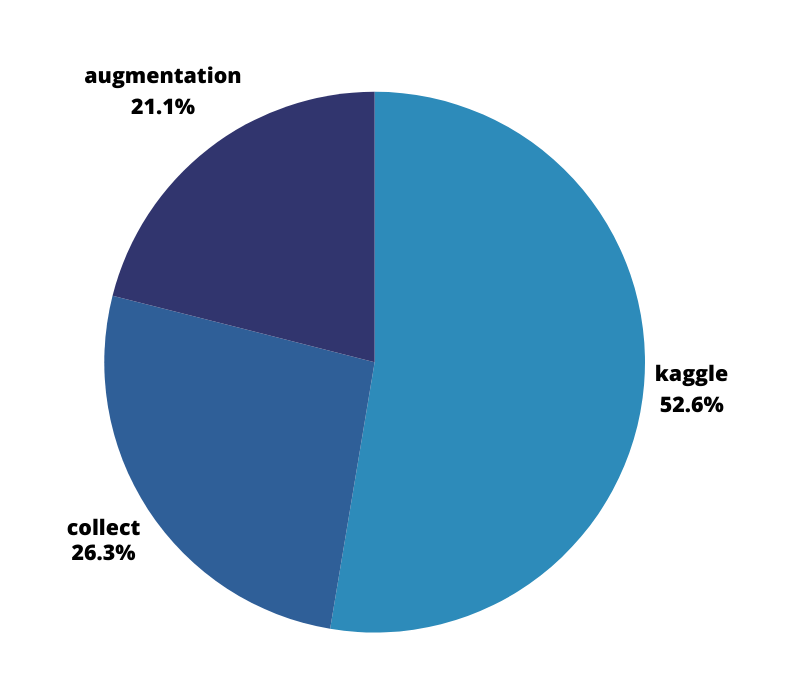 augmentation
21.1%
kaggle
52.6%
collect
26.3%